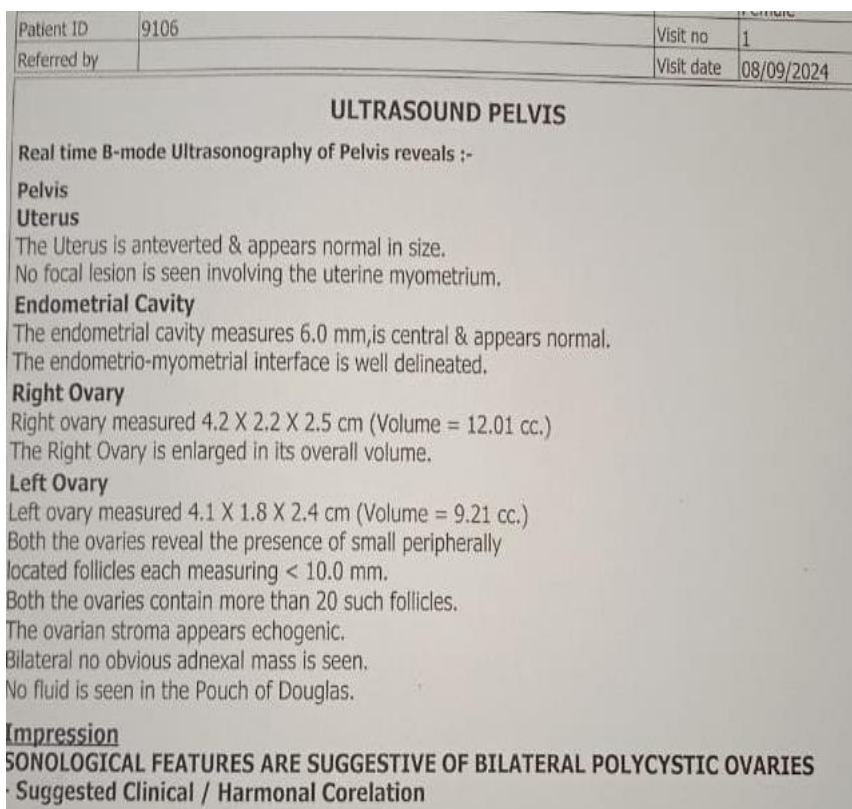 Patient ID 9106
Visit no 1
Referred by
Visit date 08/09/2024
ULTRASOUND PELVIS
Real time B-mode Ultrasonography of Pelvis reveals :-
Pelvis
Uterus
The Uterus is anteverted & appears normal in size.
No focal lesion is seen involving the uterine myometrium.
Endometrial Cavity
The endometrial cavity measures 6.0 mm,is central & appears normal.
The endometrio-myometrial interface is well delineated.
Right Ovary
Right ovary measured 4.2 X 2.2 X 2.5 cm (Volume = 12.01 cc.)
The Right Ovary is enlarged in its overall volume.
Left Ovary
Left ovary measured 4.1 X 1.8 X 2.4 cm (Volume = 9.21 cc.)
Both the ovaries reveal the presence of small peripherally
located follicles each measuring < 10.0 mm.
Both the ovaries contain more than 20 such follicles.
The ovarian stroma appears echogenic.
Bilateral no obvious adnexal mass is seen.
No fluid is seen in the Pouch of Douglas.
Impression
SONOLOGICAL FEATURES ARE SUGGESTIVE OF BILATERAL POLYCYSTIC OVARIES
- Suggested Clinical / Harmonal Corelation